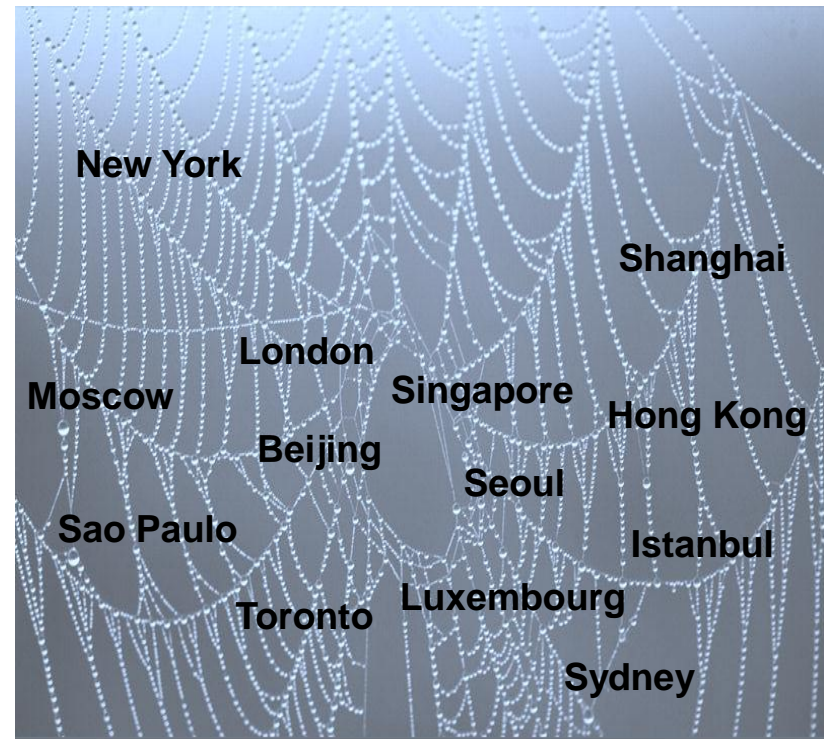 New York
Shanghai
London
Singapore
Moscow
Hong Kong
Beijing
Seoul
Sao Paulo
Istanbul
Luxembourg
Toronto
Sydney